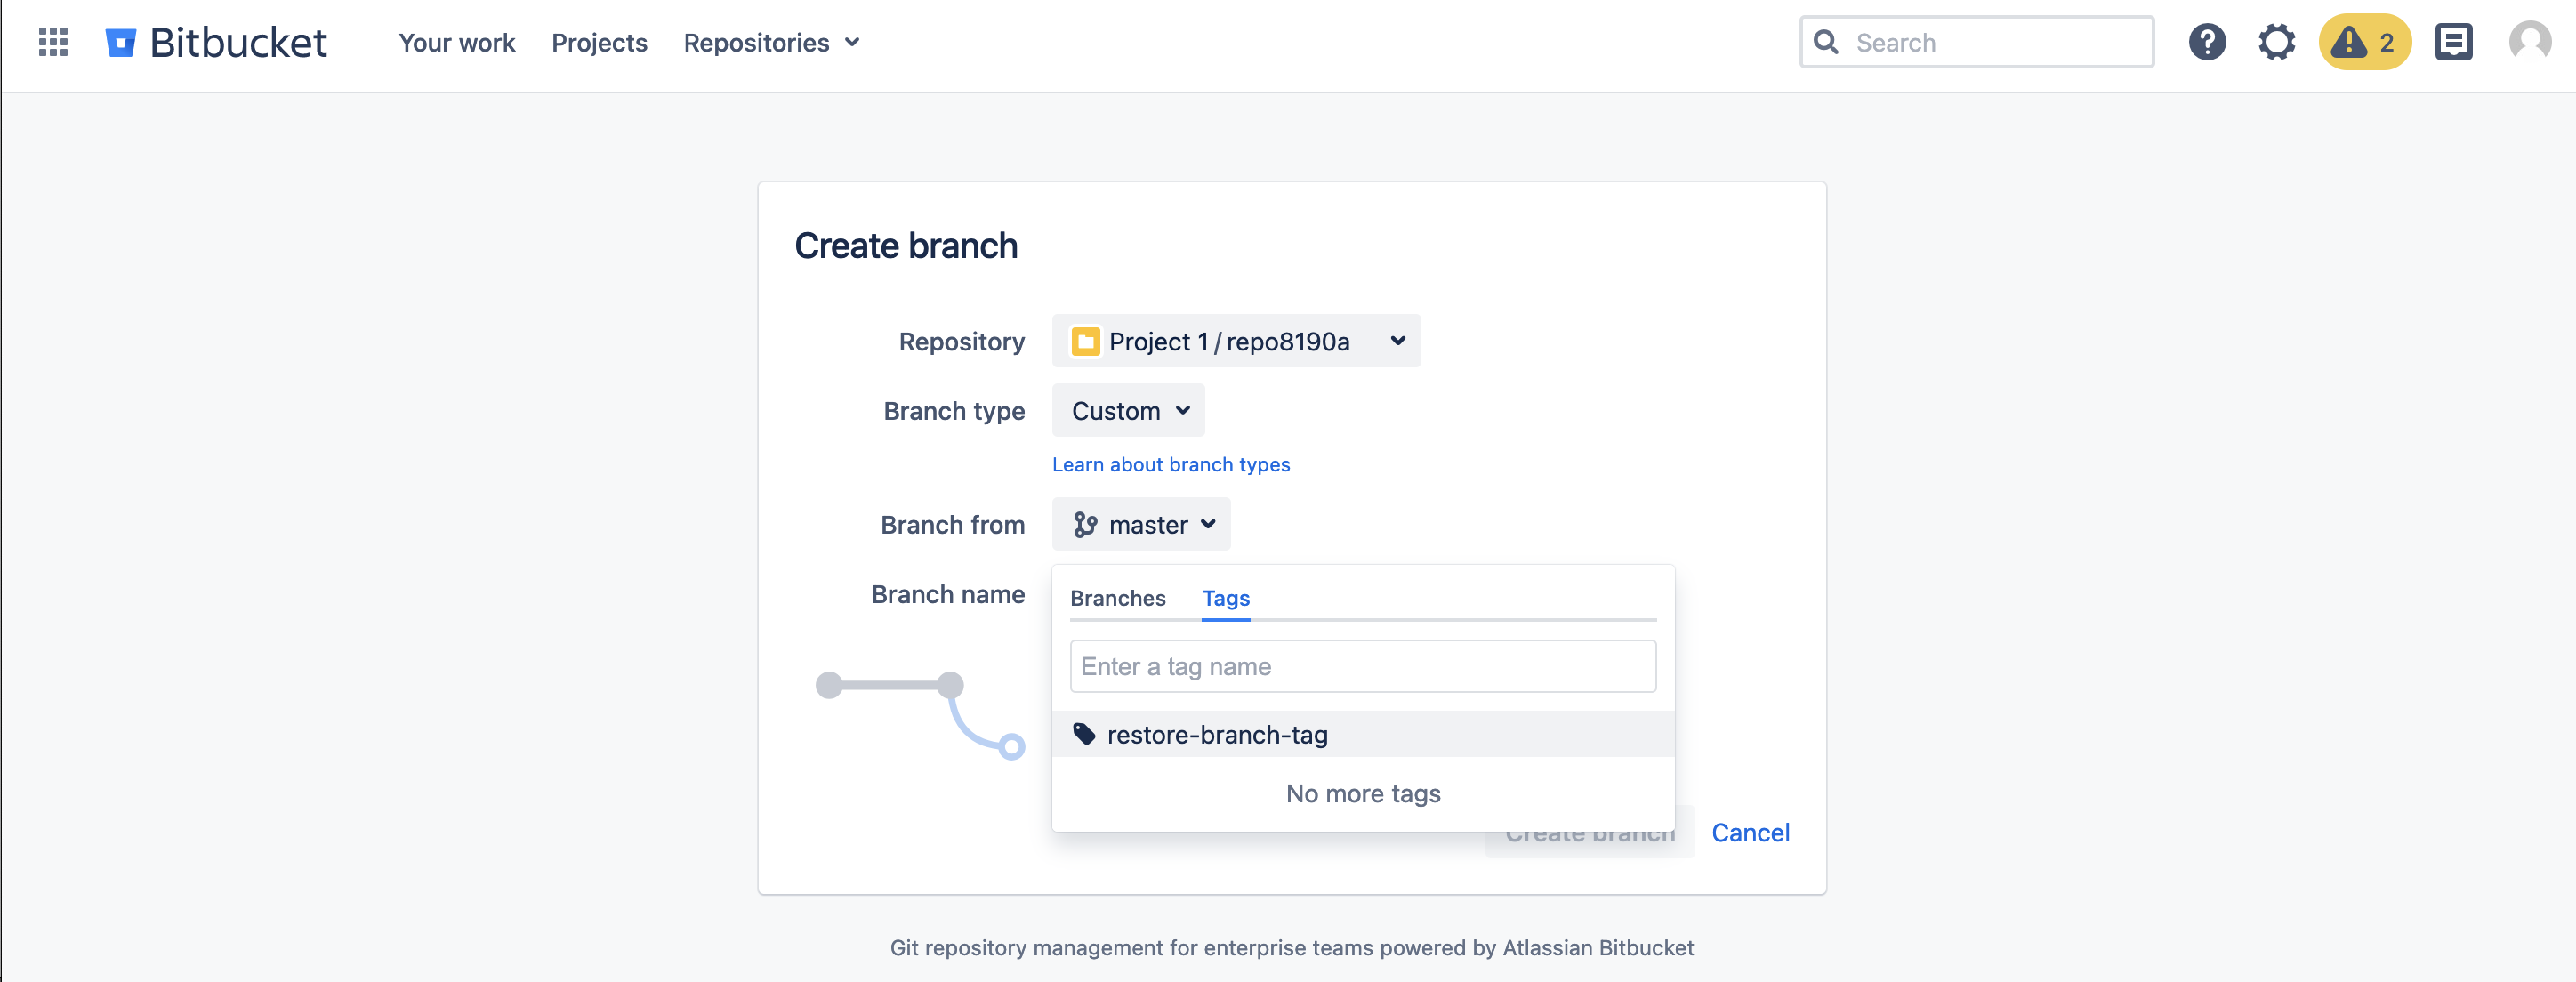 Bitbucket Your work Projects Repositories Search 2
Create branch
Repository Project 1 / repo8190a
Branch type Custom
Learn about branch types
Branch from master
Branch name
Branches Tags
Enter a tag name
restore-branch-tag
No more tags
Create branch Cancel
Git repository management for enterprise teams powered by Atlassian Bitbucket